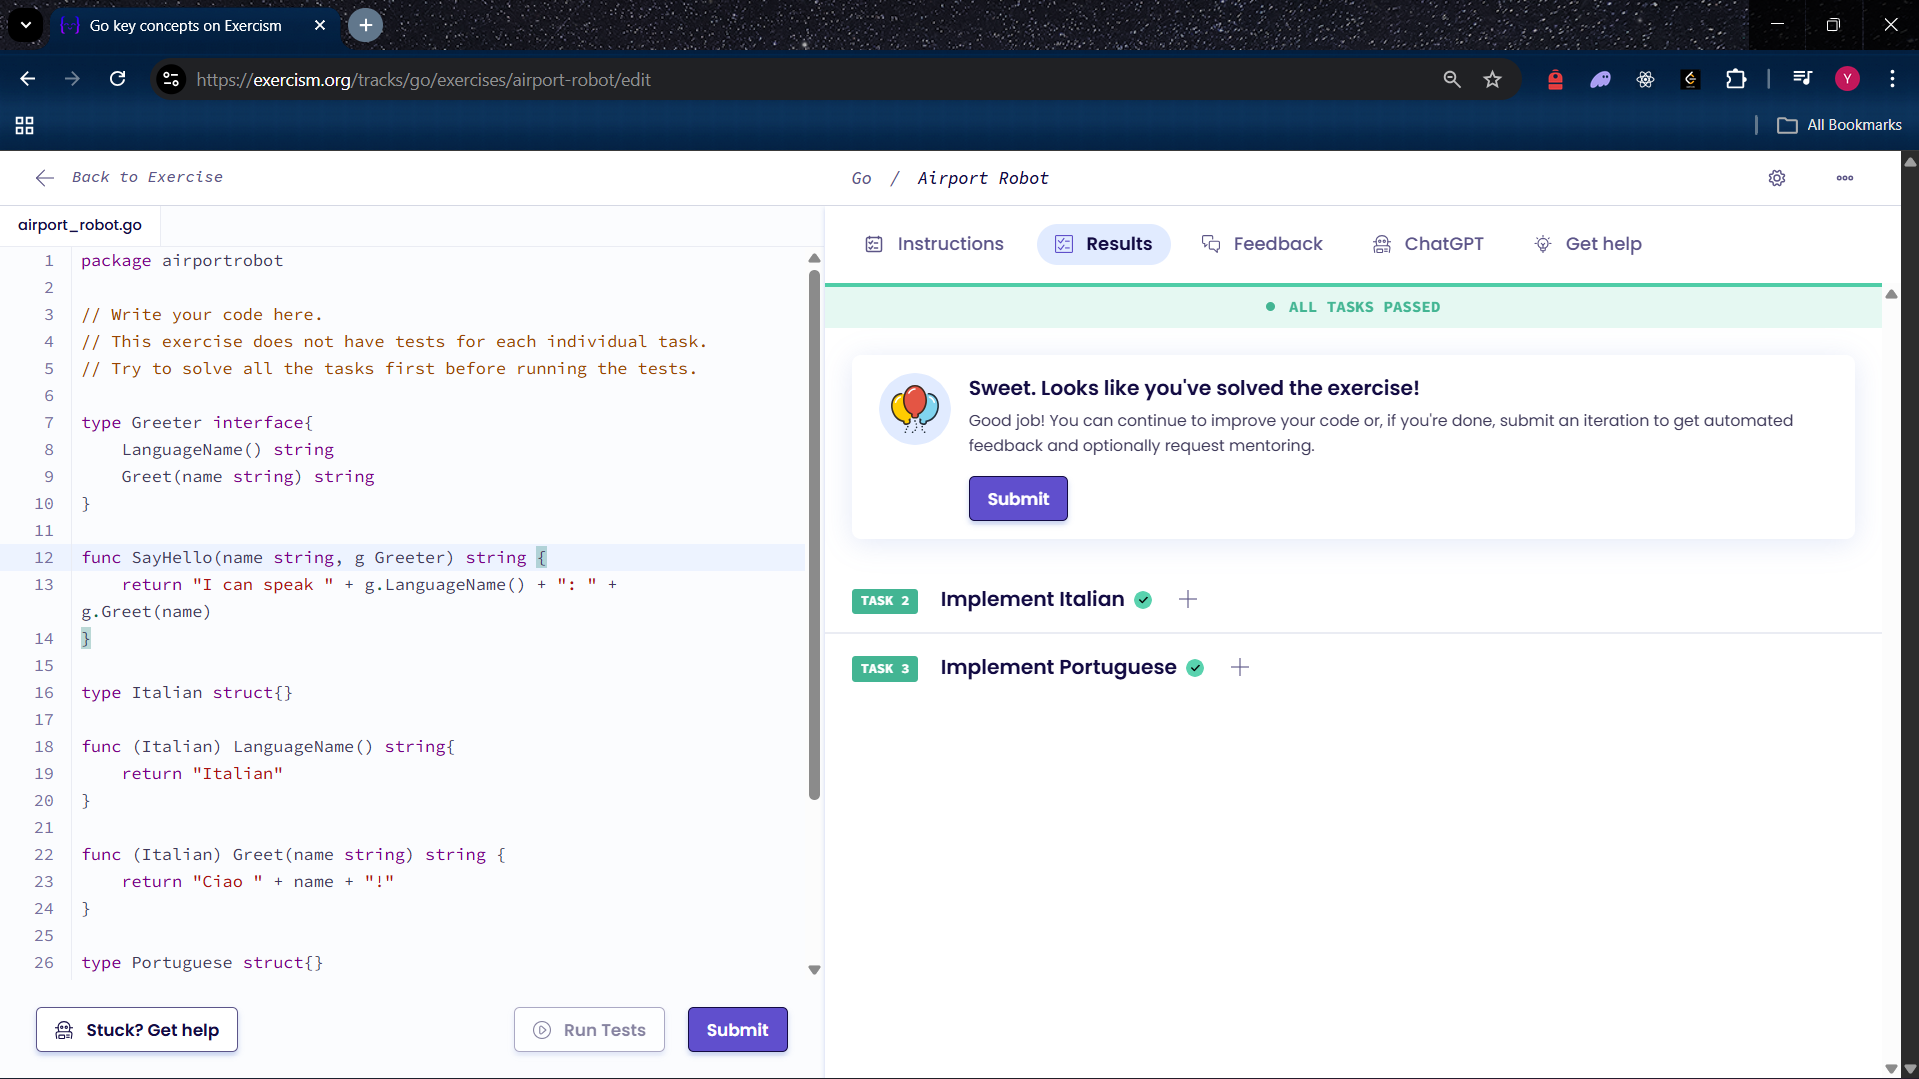 Go key concepts on Exercism
https://exercism.org/tracks/go/exercises/airport-robot/edit
Y
All Bookmarks
Back to Exercise
Go / Airport Robot
airport_robot.go
Instructions
Results
Feedback
ChatGPT
Get help
1 package airportrobot
2
3 // Write your code here.
4 // This exercise does not have tests for each individual task.
5 // Try to solve all the tasks first before running the tests.
6
7 type Greeter interface{
8 LanguageName() string
9 Greet(name string) string
10 }
11
12 func SayHello(name string, g Greeter) string {
13 return "I can speak " + g.LanguageName() + ": " +
g.Greet(name)
14 }
15
16 type Italian struct{}
17
18 func (Italian) LanguageName() string{
19 return "Italian"
20 }
21
22 func (Italian) Greet(name string) string {
23 return "Ciao " + name + "!"
24 }
25
26 type Portuguese struct{}
Stuck? Get help
Run Tests
Submit
ALL TASKS PASSED
Sweet. Looks like you've solved the exercise!
Good job! You can continue to improve your code or, if you're done, submit an iteration to get automated
feedback and optionally request mentoring.
Submit
TASK 2 Implement Italian
TASK 3 Implement Portuguese